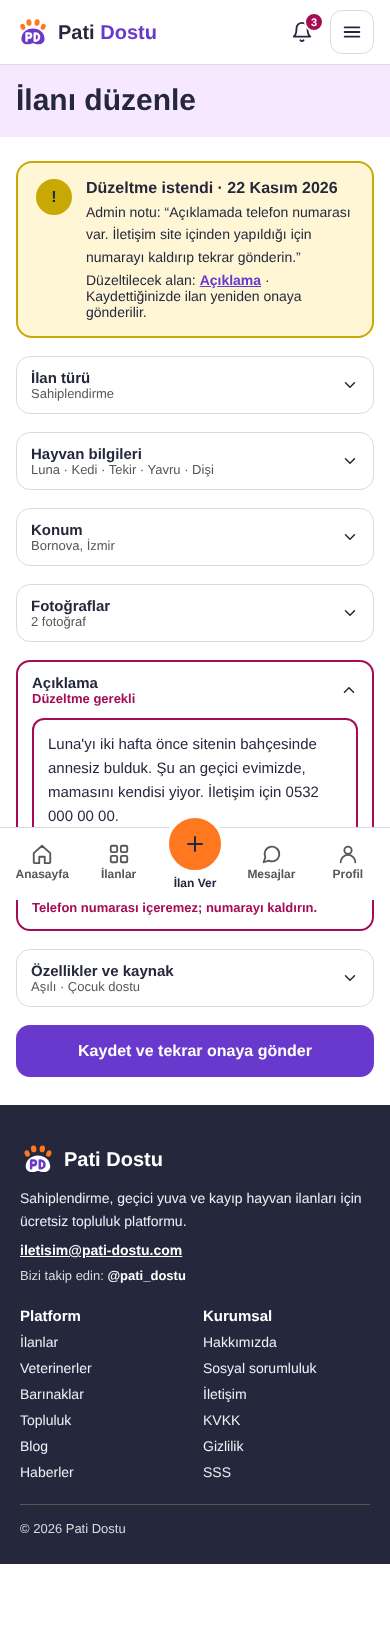 PD Pati Dostu
3
İlanı düzenle
!
Düzeltme istendi · 22 Kasım 2026
Admin notu: “Açıklamada telefon numarası
var. İletişim site içinden yapıldığı için
numarayı kaldırıp tekrar gönderin.”
Düzeltilecek alan: Açıklama ·
Kaydettiğinizde ilan yeniden onaya
gönderilir.
İlan türü
Sahiplendirme
Hayvan bilgileri
Luna · Kedi · Tekir · Yavru · Dişi
Konum
Bornova, İzmir
Fotoğraflar
2 fotoğraf
Açıklama
Düzeltme gerekli
Luna'yı iki hafta önce sitenin bahçesinde
annesiz bulduk. Şu an geçici evimizde,
mamasını kendisi yiyor. İletişim için 0532
000 00 00.
Anasayfa
İlanlar
İlan Ver
Mesajlar
Profil
Telefon numarası içeremez; numarayı kaldırın.
Özellikler ve kaynak
Aşılı · Çocuk dostu
Kaydet ve tekrar onaya gönder
PD Pati Dostu
Sahiplendirme, geçici yuva ve kayıp hayvan ilanları için
ücretsiz topluluk platformu.
iletisim@pati-dostu.com
Bizi takip edin: @pati_dostu
Platform
İlanlar
Veterinerler
Barınaklar
Topluluk
Blog
Haberler
Kurumsal
Hakkımızda
Sosyal sorumluluk
İletişim
KVKK
Gizlilik
SSS
© 2026 Pati Dostu